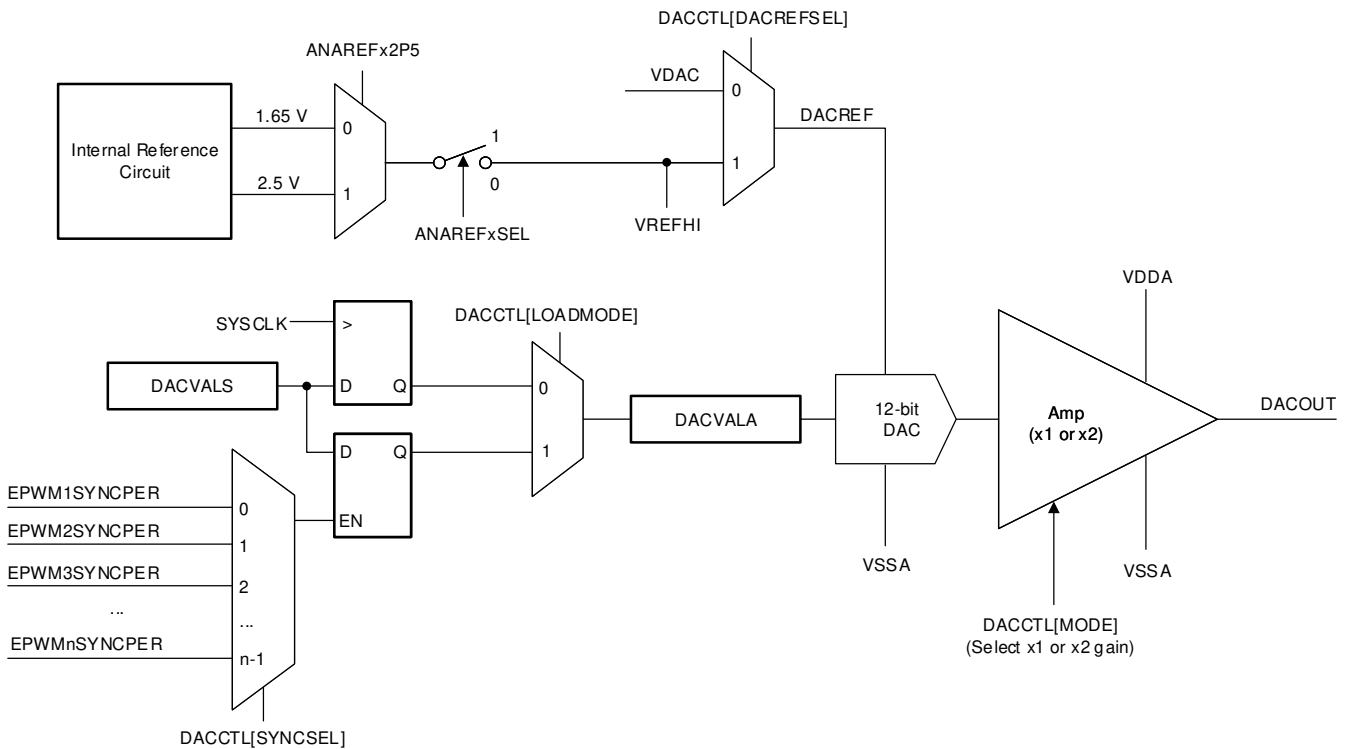 DACCTL[DACREFSEL]
ANAREFx2P5
VDAC
0
DACREF
1.65 V
0
Internal Reference
Circuit
1
1
2.5 V
1
0
ANAREFxSEL
VREFHI
VDDA
SYSCLK
>
DACCTL[LOADMODE]
DACVALS
D
Q
0
12-bit
DAC
Amp
(x1 or x2)
DACOUT
DACVALA
D
Q
1
EPWM1SYNCPER
0
EN
EPWM2SYNCPER
1
VSSA
VSSA
EPWM3SYNCPER
2
...
...
EPWMnSYNCPER
n-1
DACCTL[MODE]
(Select x1 or x2 gain)
DACCTL[SYNCSEL]